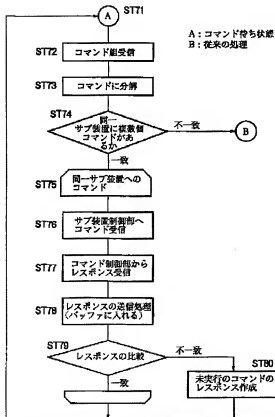 ST71
A
A：コマンド待ち状態
B：従来の処理
ST72
コマンド組受信
ST73
コマンドに分解
ST74
同一
サブ装置に複数個
コマンドがあ
るか
不一致
B
一致
ST75
同一サブ装置への
コマンド
ST76
サブ装置制御部へ
コマンド受信
ST77
コマンド制御部から
レスポンス受信
ST78
レスポンスの送信処理
(バッファに入れる)
ST79
レスポンスの比較
不一致
ST80
一致
未実行のコマンドの
レスポンス作成